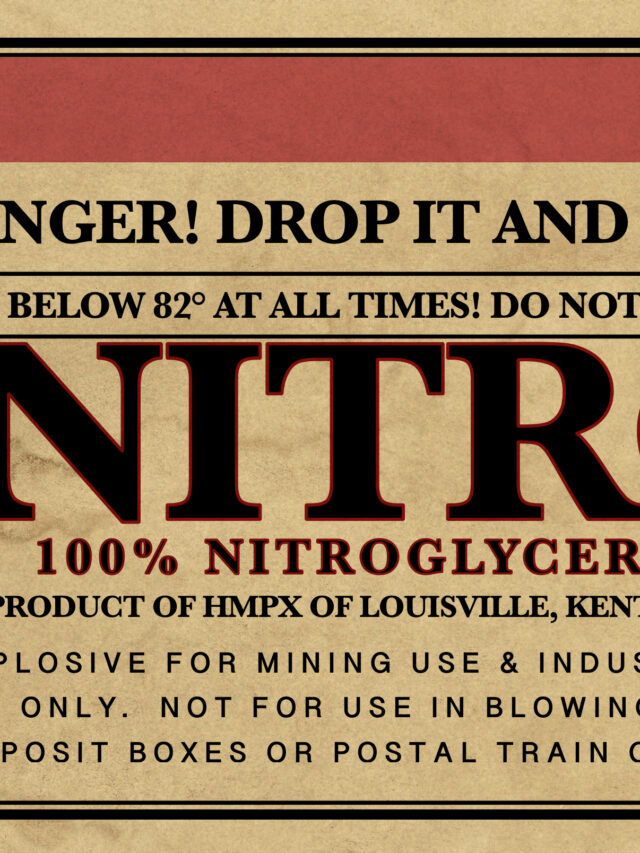 NGER! DROP IT AND
BELOW 82° AT ALL TIMES! DO NOT
NITR
100% NITROGLYCER
PRODUCT OF HMPX OF LOUISVILLE, KENT
PLOSIVE FOR MINING USE & INDUS
ONLY. NOT FOR USE IN BLOWING
POSIT BOXES OR POSTAL TRAIN C